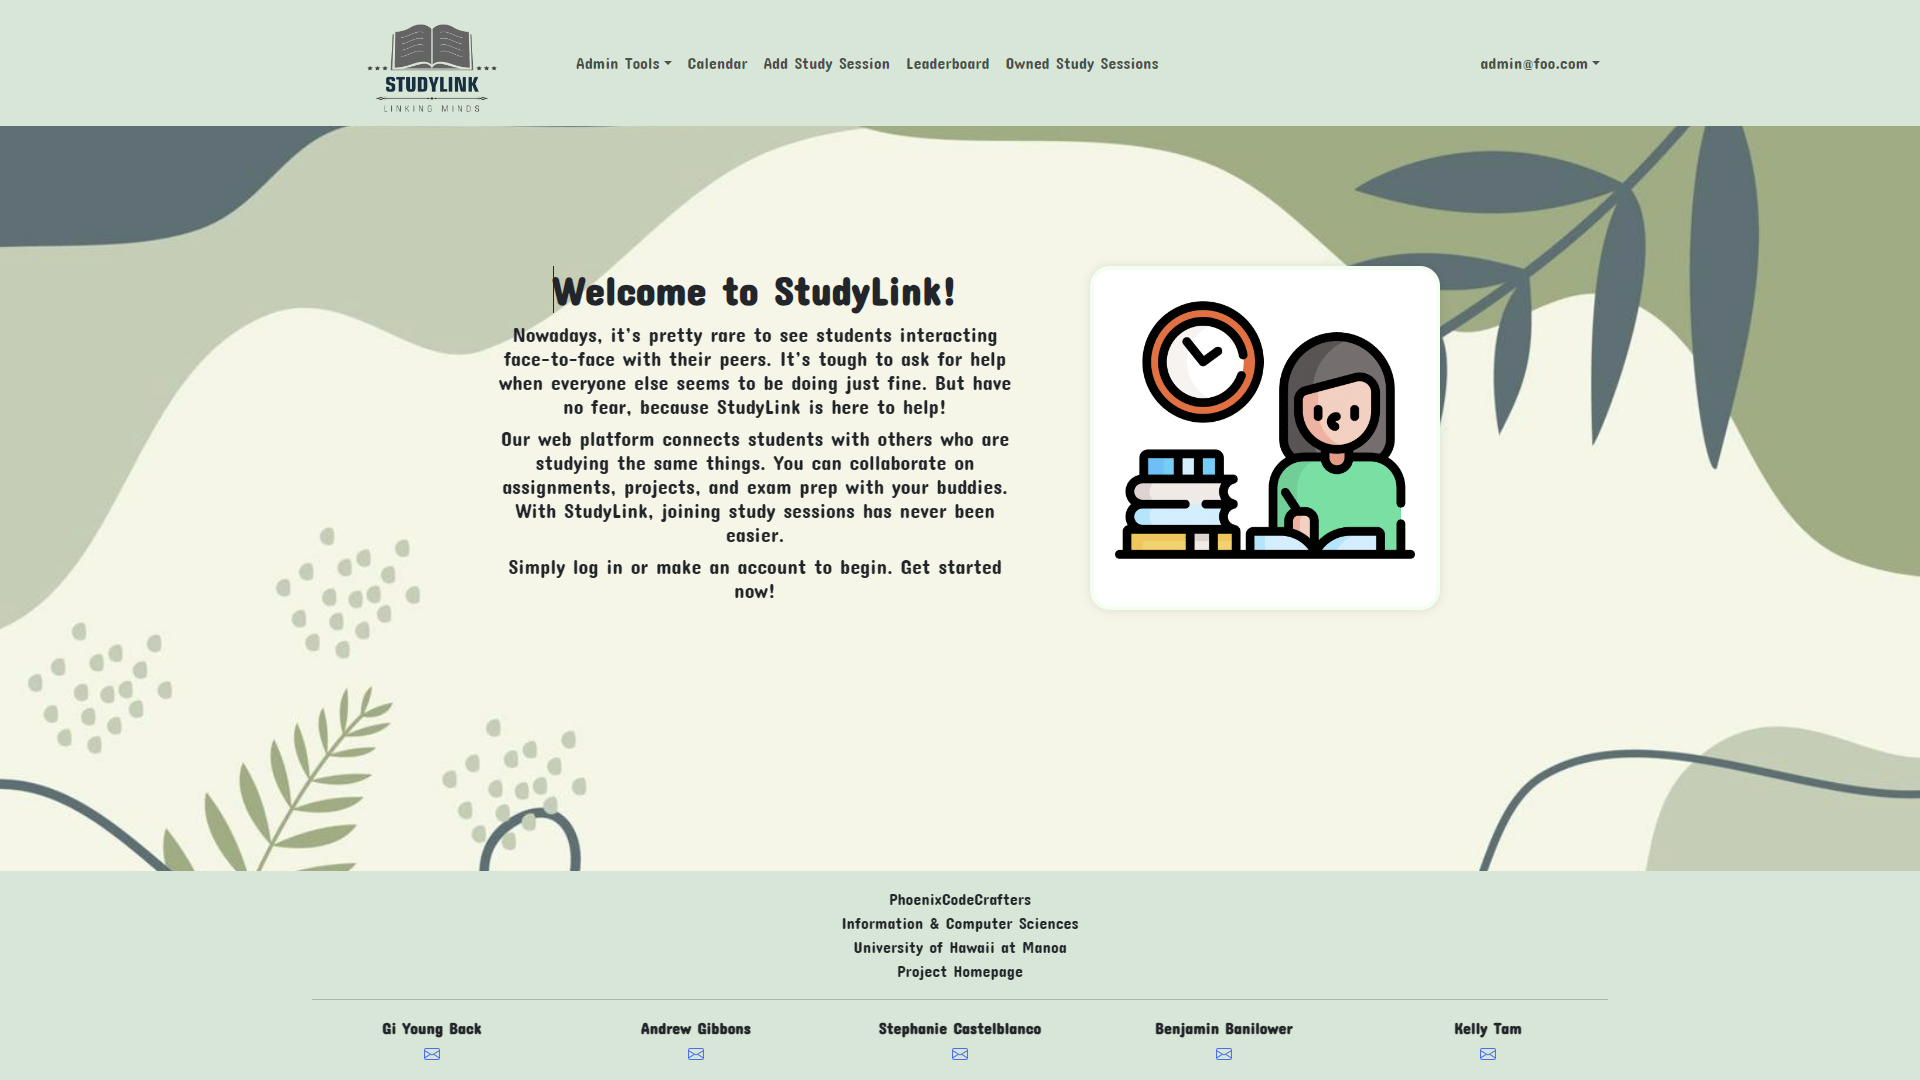 STUDYLINK
LINKING MINDS
Admin Tools
Calendar
Add Study Session
Leaderboard
Owned Study Sessions
admin@foo.com
Welcome to StudyLink!
Nowadays, it's pretty rare to see students interacting
face-to-face with their peers. It's tough to ask for help
when everyone else seems to be doing just fine. But have
no fear, because StudyLink is here to help!
Our web platform connects students with others who are
studying the same things. You can collaborate on
assignments, projects, and exam prep with your buddies.
With StudyLink, joining study sessions has never been
easier.
Simply log in or make an account to begin. Get started
now!
PhoenixCodeCrafters
Information & Computer Sciences
University of Hawaii at Manoa
Project Homepage
Gi Young Back
Andrew Gibbons
Stephanie Castelblanco
Benjamin Banilower
Kelly Tam